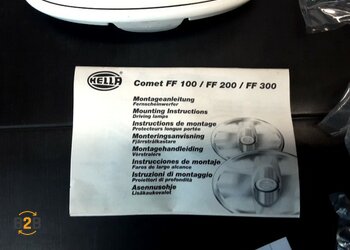 HELLA
Comet FF 100 / FF 200 / FF 300
Montageanleitung
Fernscheinwerfer
Mounting Instructions
Driving lamps
Instructions de montage
Protecteurs longue portée
Monteringsanvisning
Fjärrstrålkastare
Montagehandleiding
Verstralers
Instrucciones de montaje
Faros de large alcance
Istruzioni di montaggio
Proiettori di profondità
Asennusohje
Lisäkaukovalot
2